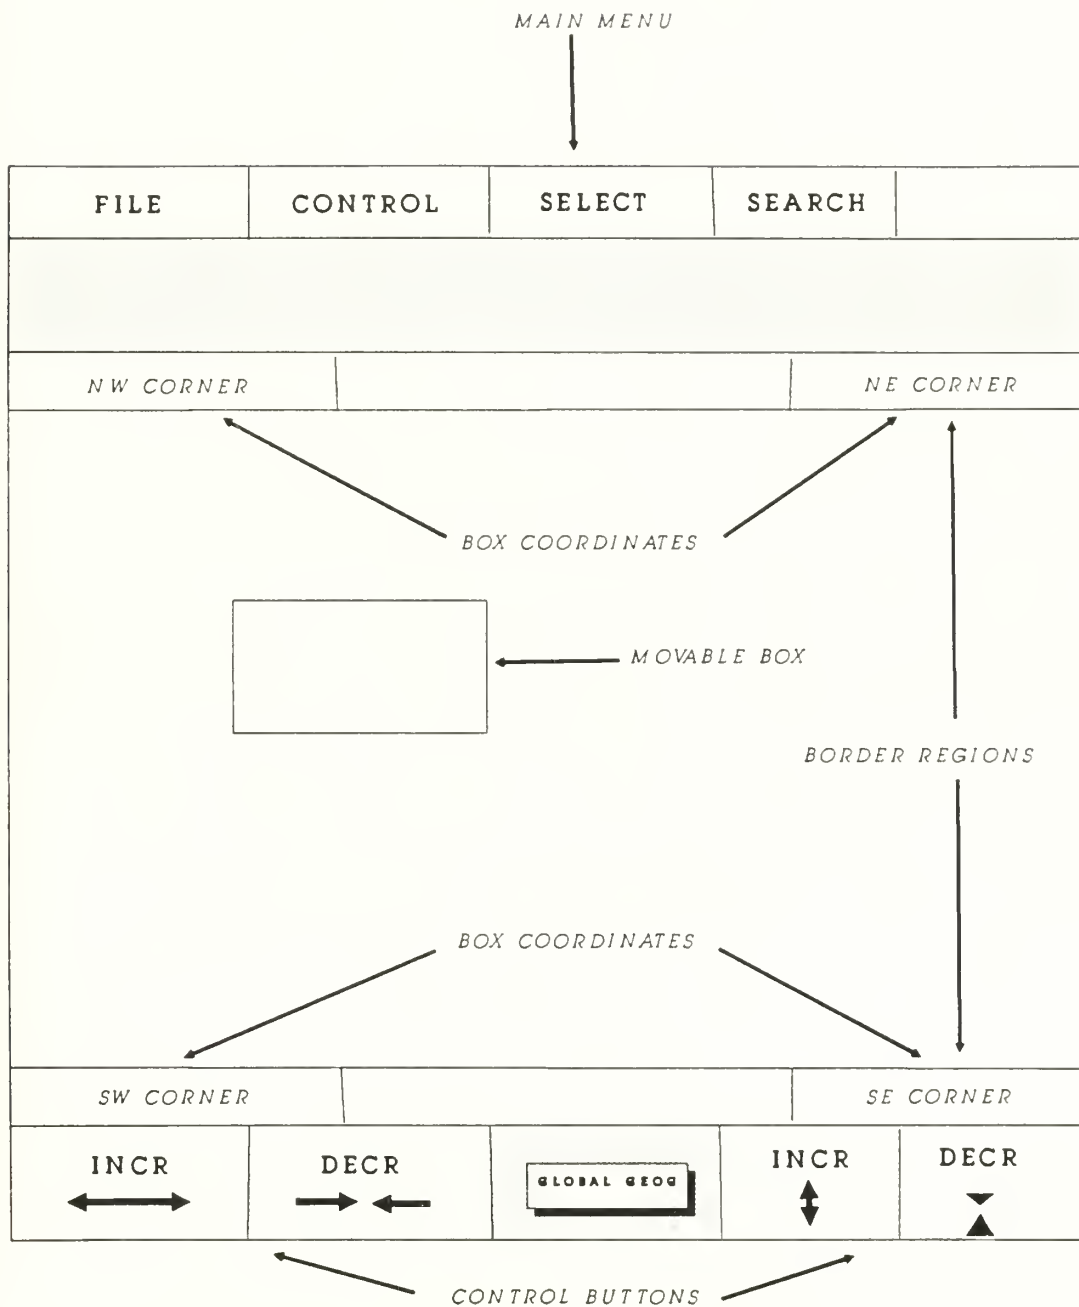 MAIN MENU
FILE CONTROL SELECT SEARCH
NW CORNER NE CORNER
BOX COORDINATES
MOVABLE BOX
BORDER REGIONS
BOX COORDINATES
SW CORNER SE CORNER
INCR DECR GLOBAL GEOG INCR DECR
CONTROL BUTTONS